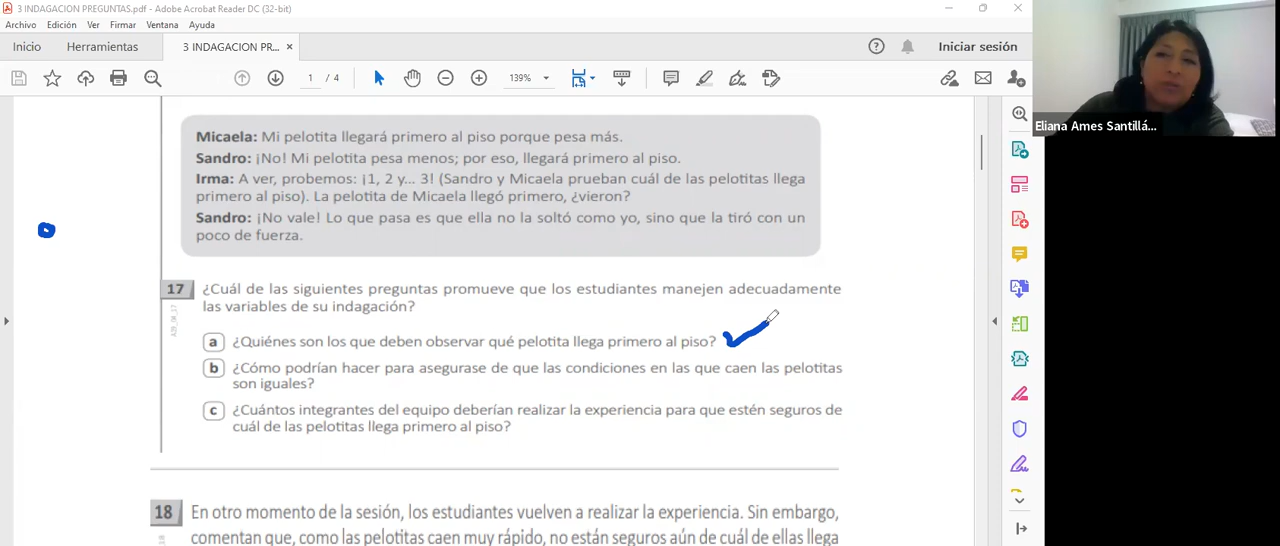 3 INDAGACION PREGUNTAS.pdf - Adobe Acrobat Reader DC (32-bit)
Archivo Edición Ver Firmar Ventana Ayuda
Inicio Herramientas 3 INDAGACION PR... × Iniciar sesión
1 / 4 139%
Eliana Ames Santillá...
Micaela: Mi pelotita llegará primero al piso porque pesa más.
Sandro: ¡No! Mi pelotita pesa menos; por eso, llegará primero al piso.
Irma: A ver, probemos: ¡1, 2 y... 3! (Sandro y Micaela prueban cuál de las pelotitas llega
primero al piso). La pelotita de Micaela llegó primero, ¿vieron?
Sandro: ¡No vale! Lo que pasa es que ella no la soltó como yo, sino que la tiró con un
poco de fuerza.
17 ¿Cuál de las siguientes preguntas promueve que los estudiantes manejen adecuadamente
las variables de su indagación?
a ¿Quiénes son los que deben observar qué pelotita llega primero al piso?
b ¿Cómo podrían hacer para asegurase de que las condiciones en las que caen las pelotitas
son iguales?
c ¿Cuántos integrantes del equipo deberían realizar la experiencia para que estén seguros de
cuál de las pelotitas llega primero al piso?
18 En otro momento de la sesión, los estudiantes vuelven a realizar la experiencia. Sin embargo,
comentan que, como las pelotitas caen muy rápido, no están seguros aún de cuál de ellas llega